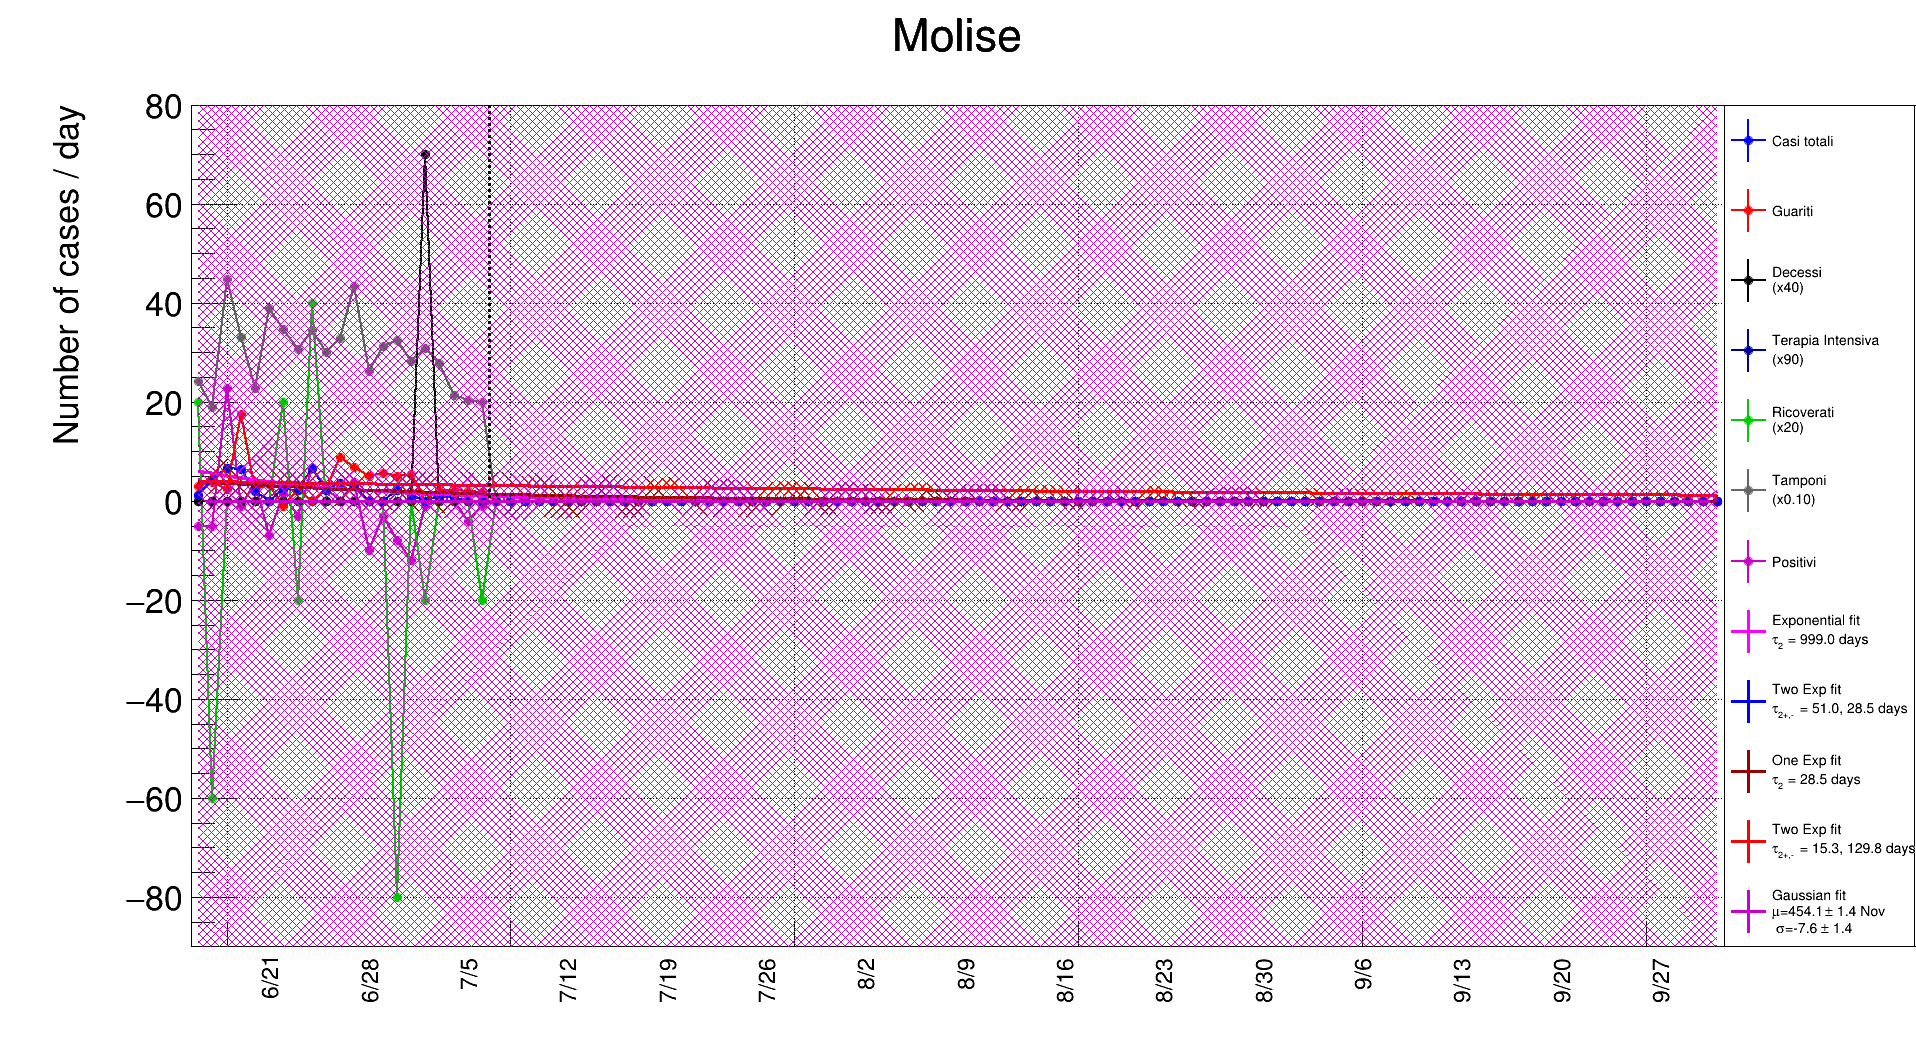 Molise
Number of cases / day
80
60
40
20
0
−20
−40
−60
−80
6/21
6/28
7/5
7/12
7/19
7/26
8/2
8/9
8/16
8/23
8/30
9/6
9/13
9/20
9/27
Casi totali
Guariti
Decessi
(x40)
Terapia Intensiva
(x90)
Ricoverati
(x20)
Tamponi
(x0.10)
Positivi
Exponential fit
τ2 = 999.0 days
Two Exp fit
τ2+,- = 51.0, 28.5 days
One Exp fit
τ2 = 28.5 days
Two Exp fit
τ2+,- = 15.3, 129.8 days
Gaussian fit
μ=454.1± 1.4 Nov
σ=-7.6 ± 1.4